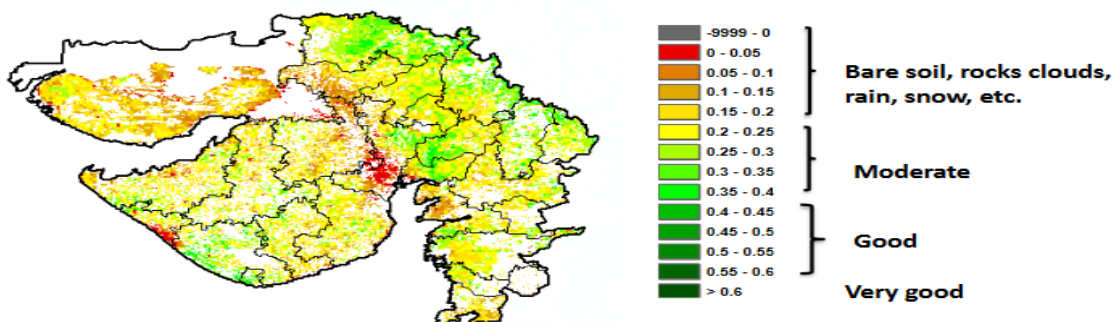 -9999 - 0
0 - 0.05
0.05 - 0.1
0.1 - 0.15
0.15 - 0.2
0.2 - 0.25
0.25 - 0.3
0.3 - 0.35
0.35 - 0.4
0.4 - 0.45
0.45 - 0.5
0.5 - 0.55
0.55 - 0.6
> 0.6
Bare soil, rocks clouds,
rain, snow, etc.
Moderate
Good
Very good